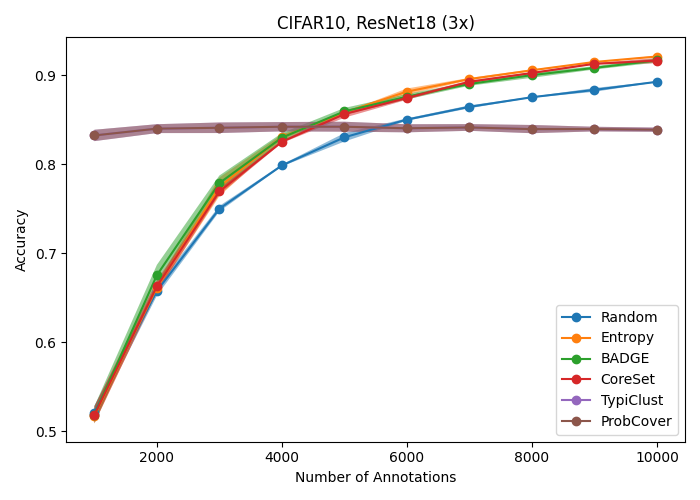 CIFAR10, ResNet18 (3x)
Accuracy
0.9
0.8
0.7
0.6
0.5
2000 4000 6000 8000 10000
Number of Annotations
Random
Entropy
BADGE
CoreSet
TypiClust
ProbCover